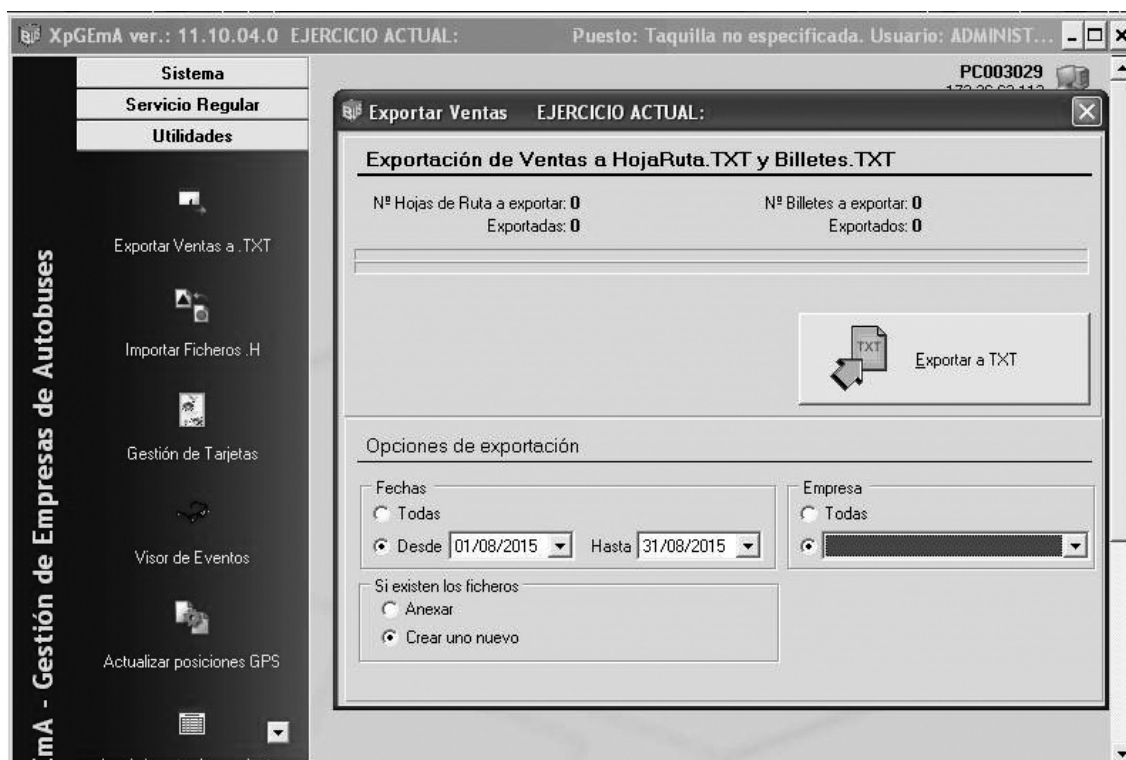 XpGEmA ver.: 11.10.04.0 EJERCICIO ACTUAL: Puesto: Taquilla no especificada. Usuario: ADMINIST...
Sistema
Servicio Regular
Utilidades
Exportar Ventas a .TXT
Importar Ficheros .H
Gestión de Tarjetas
Visor de Eventos
Actualizar posiciones GPS
EmA - Gestión de Empresas de Autobuses
PC003029
Exportar Ventas EJERCICIO ACTUAL:
Exportación de Ventas a HojaRuta.TXT y Billetes.TXT
Nº Hojas de Ruta a exportar: 0 Nº Billetes a exportar: 0
Exportadas: 0 Exportados: 0
TXT
Exportar a TXT
Opciones de exportación
Fechas
Todas
Desde 01/08/2015 Hasta 31/08/2015
Empresa
Todas
Si existen los ficheros
Anexar
Crear uno nuevo